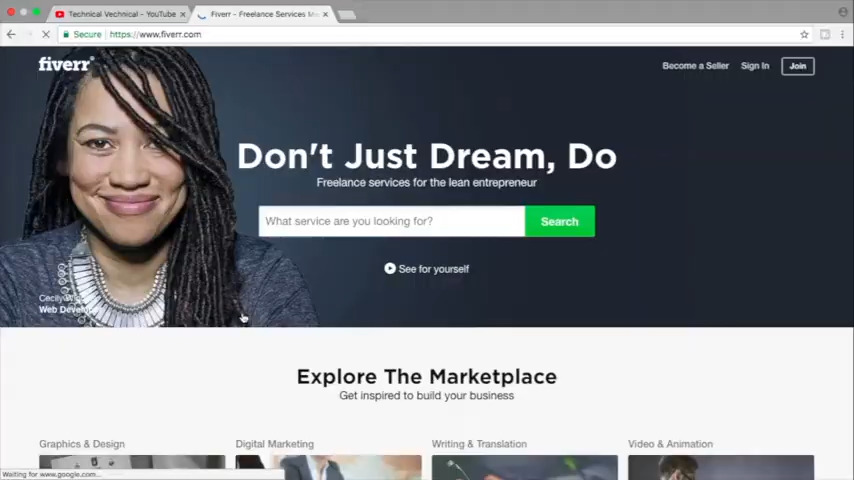 Technical Vechnical - YouTube
Fiverr - Freelance Services M
Secure
https://www.fiverr.com
fiverr
Become a Seller
Sign In
Join
Don't Just Dream, Do
Freelance services for the lean entrepreneur
What service are you looking for?
Search
See for yourself
Web Develo
Explore The Marketplace
Get inspired to build your business
Graphics & Design
Digital Marketing
Writing & Translation
Video & Animation
Waiting for www.google.com...